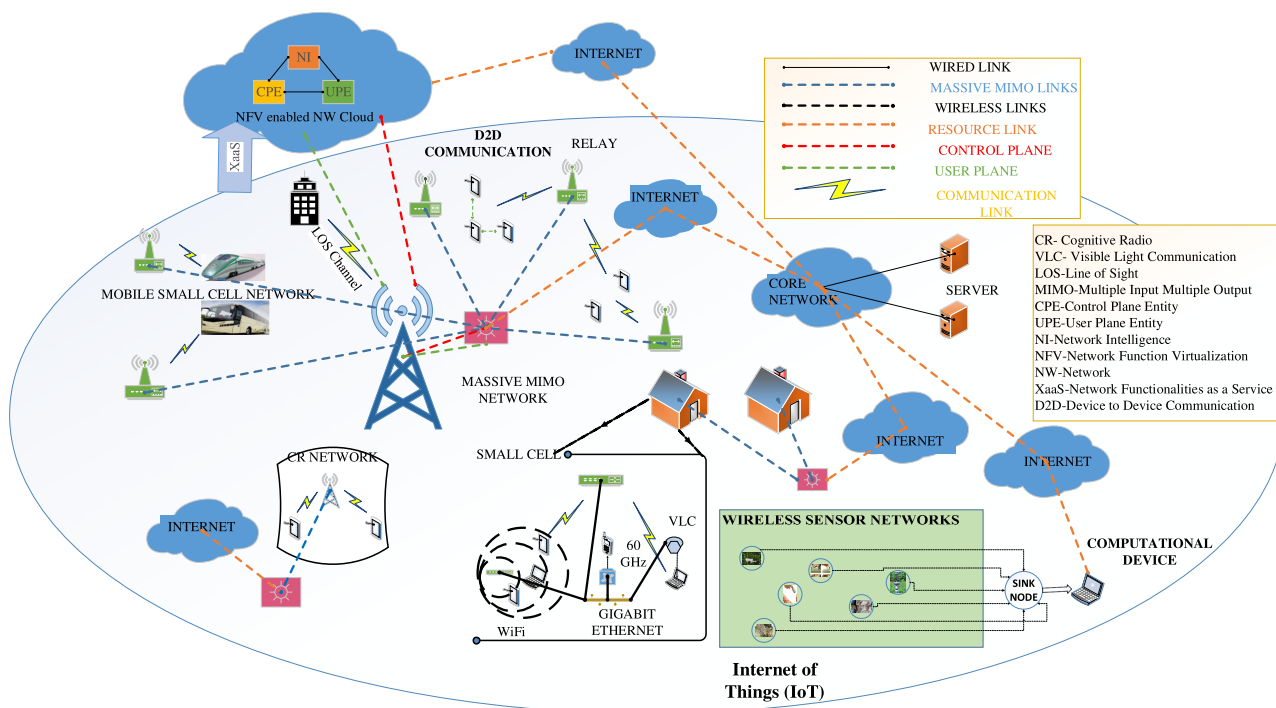 NI
CPE
UPE
NFV enabled NW Cloud
XaaS
INTERNET
D2D
COMMUNICATION
RELAY
INTERNET
LOS Channel
MOBILE SMALL CELL NETWORK
MASSIVE MIMO
NETWORK
CORE
NETWORK
SERVER
WIRED LINK
MASSIVE MIMO LINKS
WIRELESS LINKS
RESOURCE LINK
CONTROL PLANE
USER PLANE
COMMUNICATION
LINK
CR- Cognitive Radio
VLC- Visible Light Communication
LOS-Line of Sight
MIMO-Multiple Input Multiple Output
CPE-Control Plane Entity
UPE-User Plane Entity
NI-Network Intelligence
NFV-Network Function Virtualization
NW-Network
XaaS-Network Functionalities as a Service
D2D-Device to Device Communication
INTERNET
INTERNET
SMALL CELL
CR NETWORK
INTERNET
VLC
60
GHz
GIGABIT
ETHERNET
WiFi
WIRELESS SENSOR NETWORKS
SINK
NODE
COMPUTATIONAL
DEVICE
Internet of
Things (IoT)